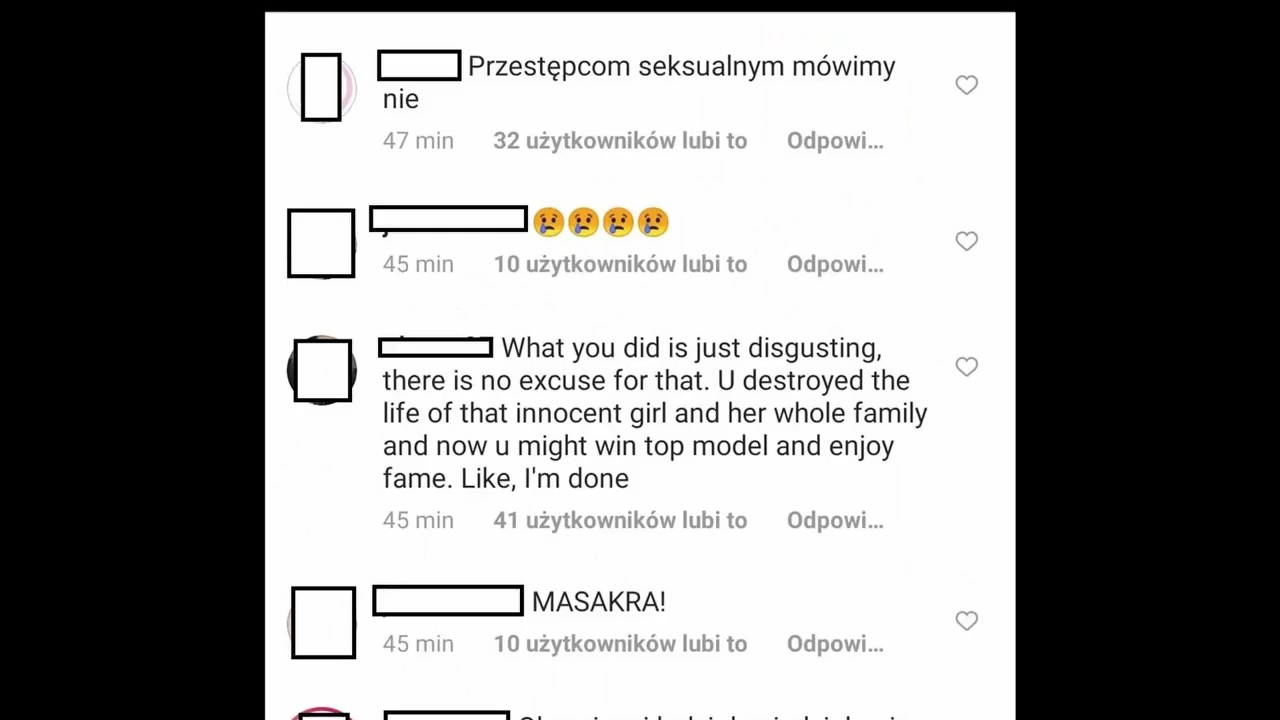 Przestępcom seksualnym mówimy
nie
47 min 32 użytkowników lubi to Odpowi...
😢😢😢😢
45 min 10 użytkowników lubi to Odpowi...
What you did is just disgusting,
there is no excuse for that. U destroyed the
life of that innocent girl and her whole family
and now u might win top model and enjoy
fame. Like, I'm done
45 min 41 użytkowników lubi to Odpowi...
MASAKRA!
45 min 10 użytkowników lubi to Odpowi...